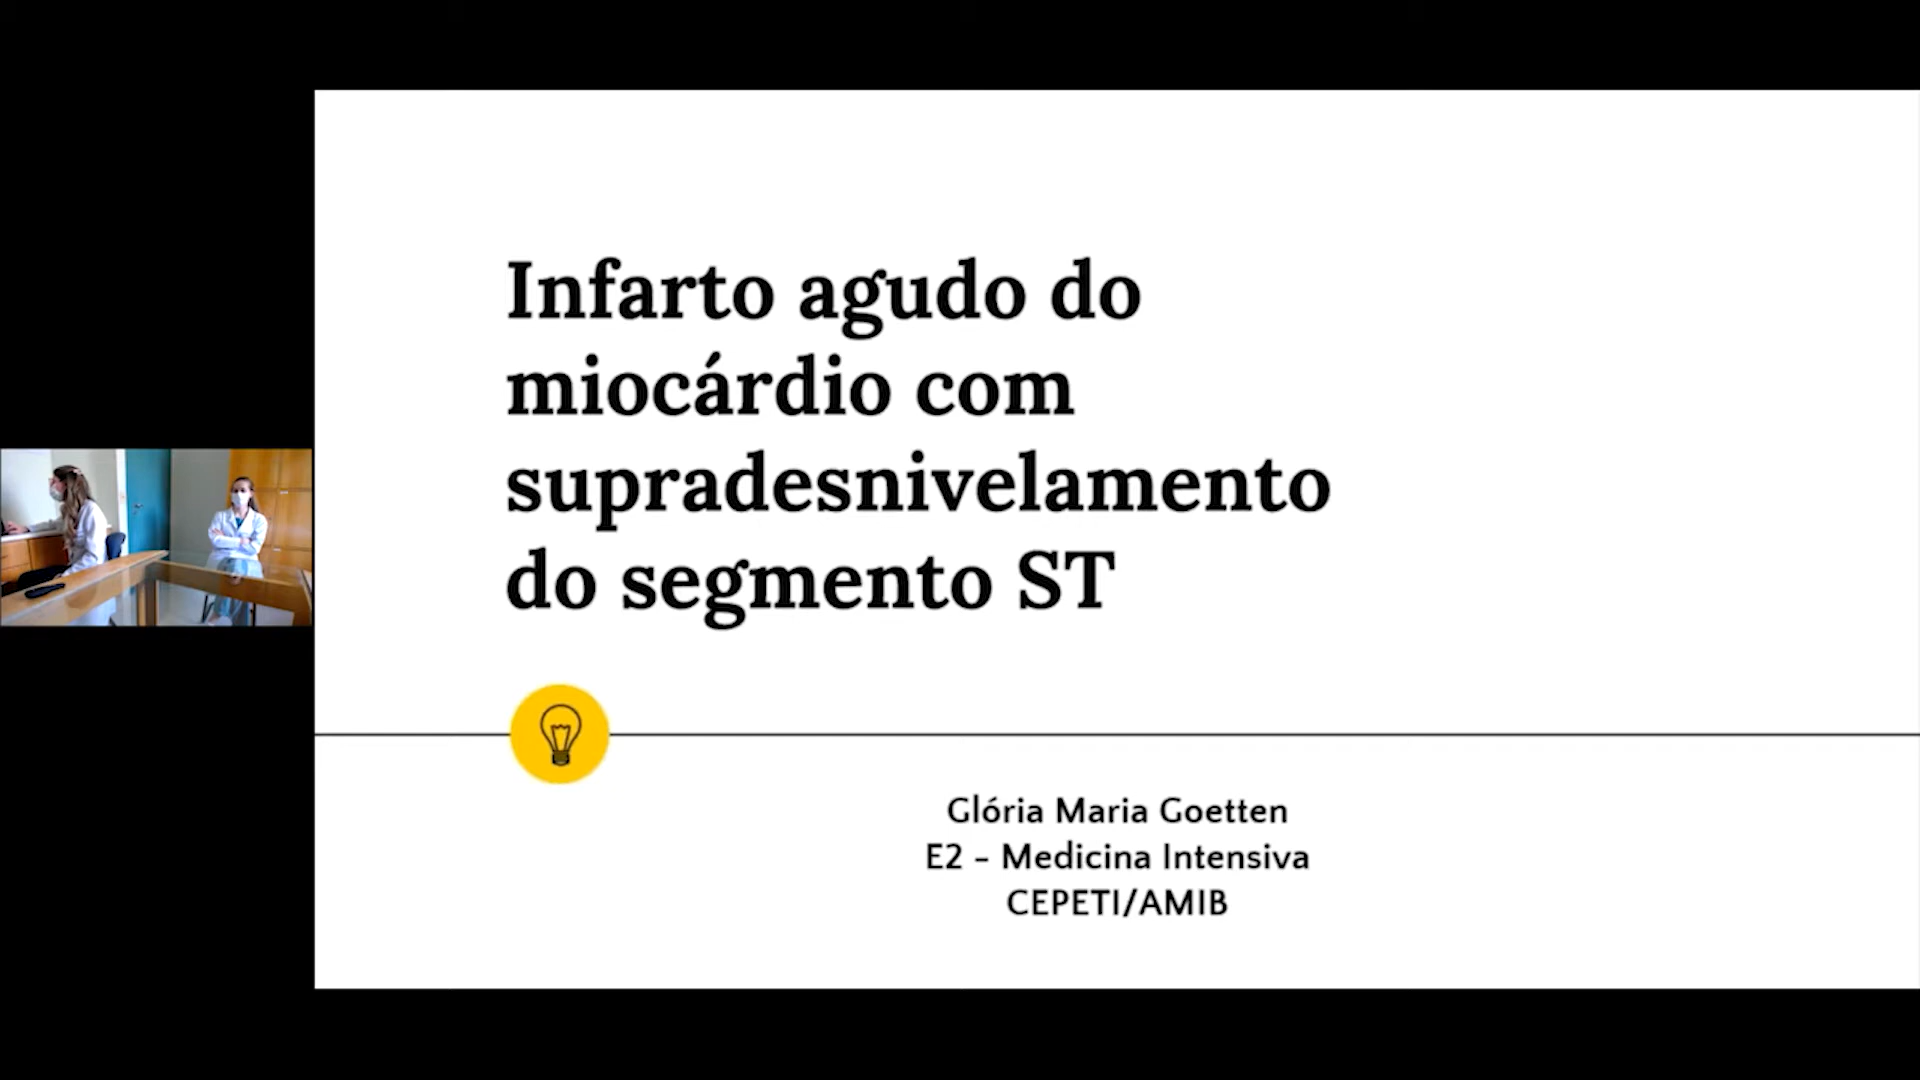 Infarto agudo do
miocárdio com
supradesnivelamento
do segmento ST
Glória Maria Goetten
E2 - Medicina Intensiva
CEPETI/AMIB